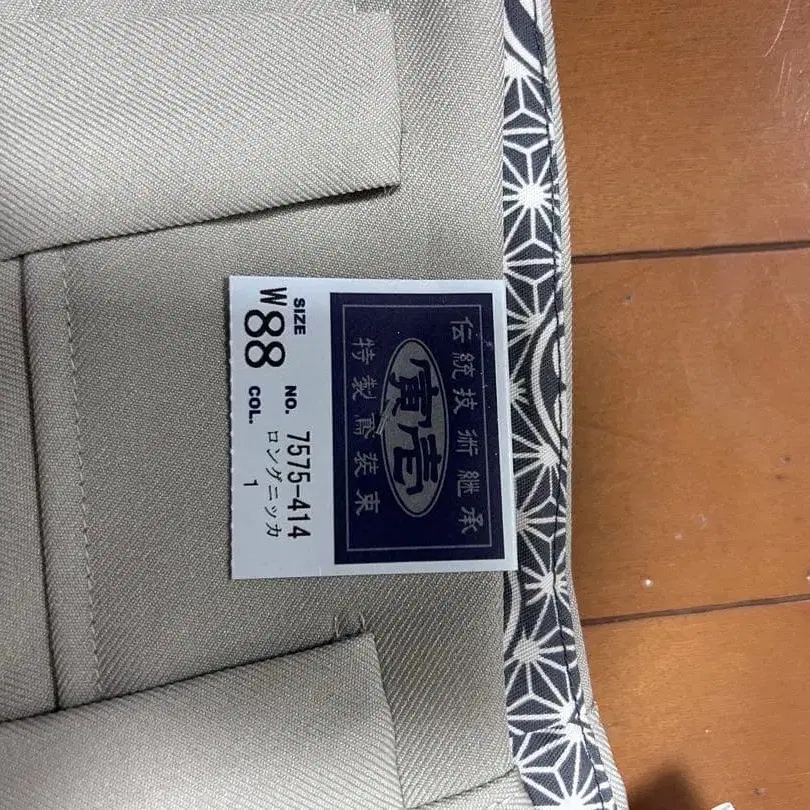 伝統技術継承
寅壱
特製鳶装束
NO. 7575-414
ロングニッカ
SIZE
W88
COL. 1